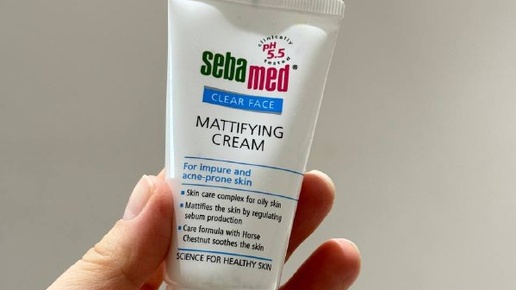 clinically
pH
5.5
tested
sebamed®
CLEAR FACE
MATTIFYING
CREAM
For impure and
acne-prone skin
▪ Skin care complex for oily skin
▪ Mattifies the skin by regulating
sebum production
▪ Care formula with Horse
Chestnut soothes the skin
SCIENCE FOR HEALTHY SKIN